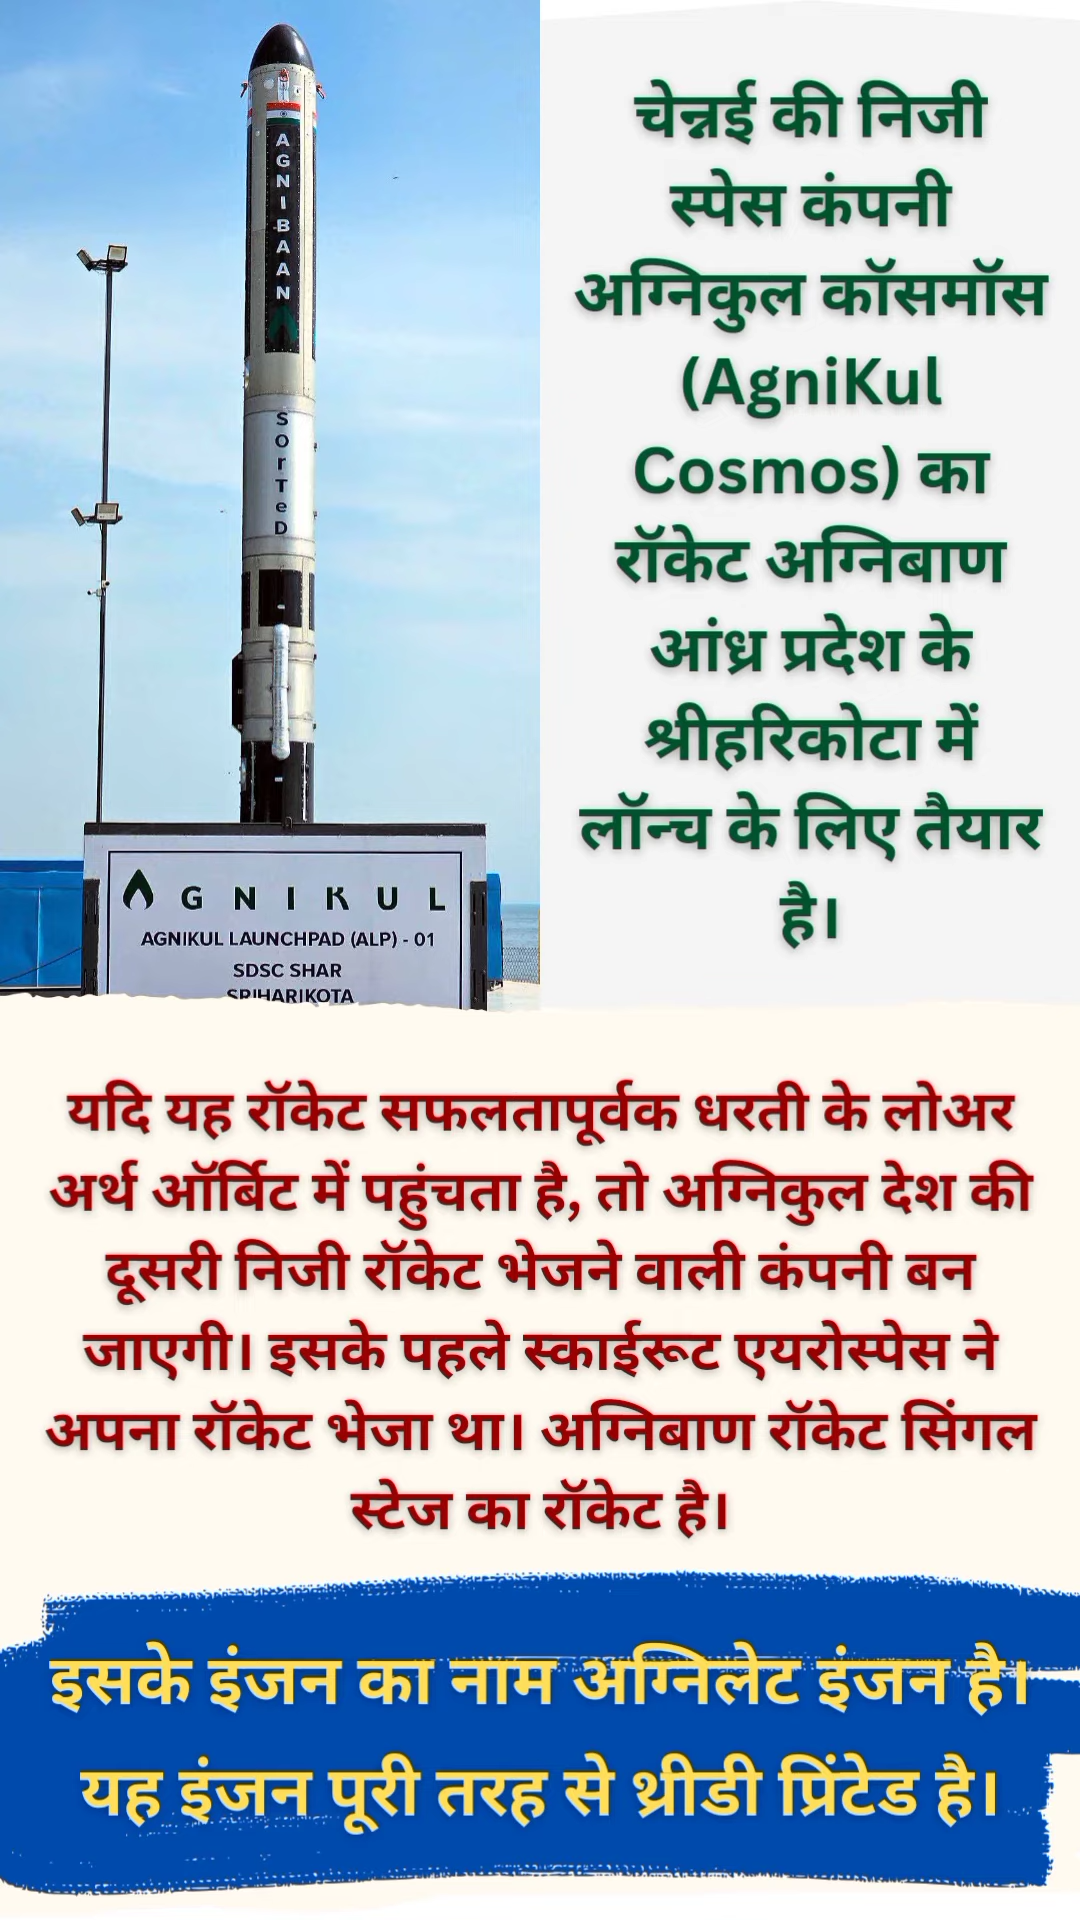 AGNIBAAN
SorTeD
AGNIKUL
AGNIKUL LAUNCHPAD (ALP) - 01
SDSC SHAR
SRIHARIKOTA
चेन्नई की निजी
स्पेस कंपनी
अग्निकुल कॉसमॉस
(AgniKul
Cosmos) का
रॉकेट अग्निबाण
आंध्र प्रदेश के
श्रीहरिकोटा में
लॉन्च के लिए तैयार
है।
यदि यह रॉकेट सफलतापूर्वक धरती के लोअर
अर्थ ऑर्बिट में पहुंचता है, तो अग्निकुल देश की
दूसरी निजी रॉकेट भेजने वाली कंपनी बन
जाएगी। इसके पहले स्काईरूट एयरोस्पेस ने
अपना रॉकेट भेजा था। अग्निबाण रॉकेट सिंगल
स्टेज का रॉकेट है।
इसके इंजन का नाम अग्निलेट इंजन है।
यह इंजन पूरी तरह से थ्रीडी प्रिंटेड है।